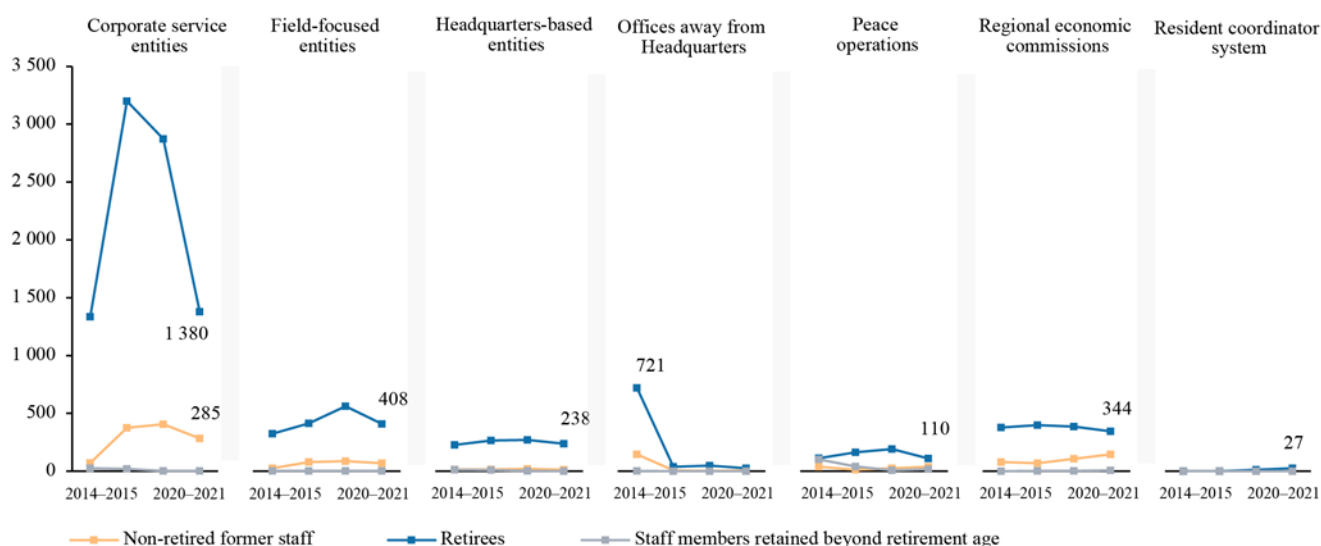 Corporate service
entities
Field-focused
entities
Headquarters-based
entities
Offices away from
Headquarters
Peace
operations
Regional economic
commissions
Resident coordinator
system
3 500
3 000
2 500
2 000
1 500
1 000
500
0
1 380
285
408
238
721
110
344
27
2014–2015 2020–2021
2014–2015 2020–2021
2014–2015 2020–2021
2014–2015 2020–2021
2014–2015 2020–2021
2014–2015 2020–2021
2014–2015 2020–2021
Non-retired former staff
Retirees
Staff members retained beyond retirement age